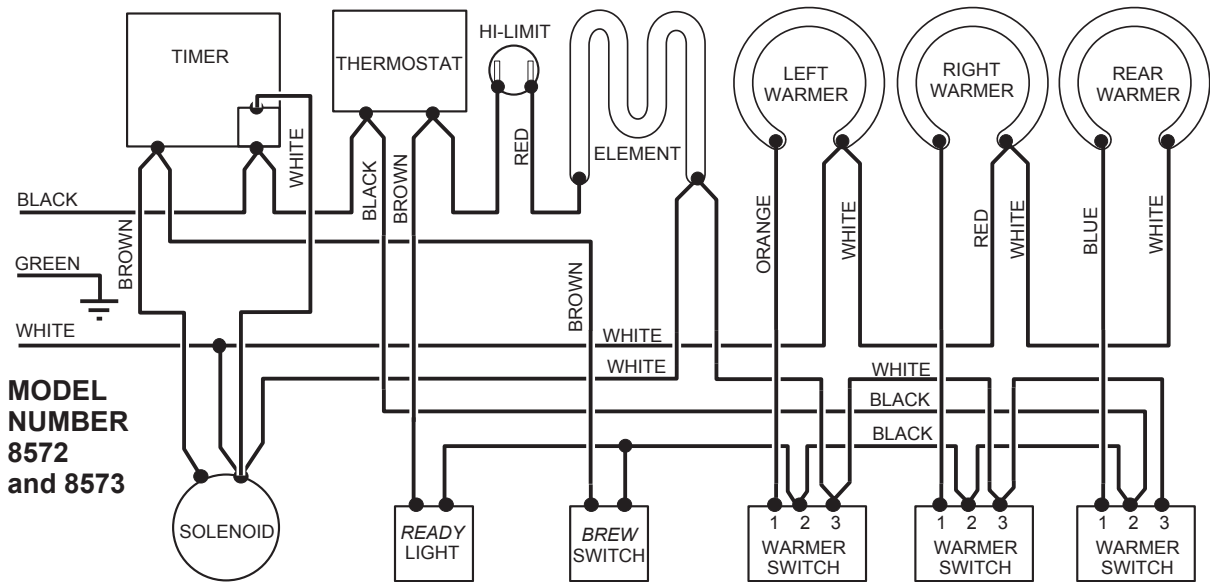 TIMER
THERMOSTAT
HI-LIMIT
ELEMENT
LEFT
WARMER
RIGHT
WARMER
REAR
WARMER
WHITE
RED
BLACK
BLACK
BROWN
BROWN
ORANGE
WHITE
RED
WHITE
BLUE
WHITE
GREEN
BROWN
WHITE
WHITE
WHITE
WHITE
BLACK
BLACK
MODEL
NUMBER
8572
and 8573
SOLENOID
READY
LIGHT
BREW
SWITCH
1 2 3
WARMER
SWITCH
1 2 3
WARMER
SWITCH
1 2 3
WARMER
SWITCH